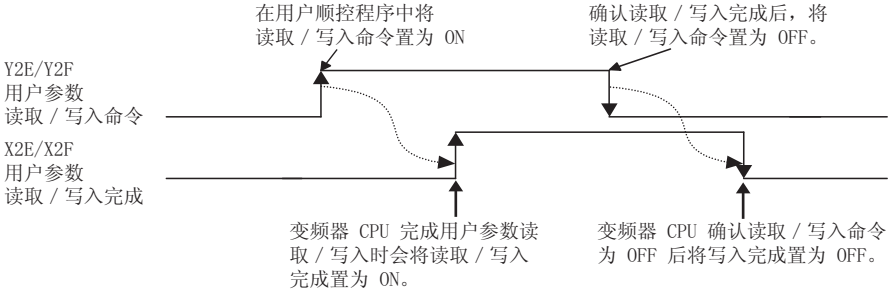 在用户顺控程序中将
读取／写入命令置为 ON
确认读取／写入完成后，将
读取／写入命令置为 OFF。
Y2E/Y2F
用户参数
读取／写入命令
X2E/X2F
用户参数
读取／写入完成
变频器 CPU 完成用户参数读
取／写入时会将读取／写入
完成置为 ON。
变频器 CPU 确认读取／写入命令
为 OFF 后将写入完成置为 OFF。